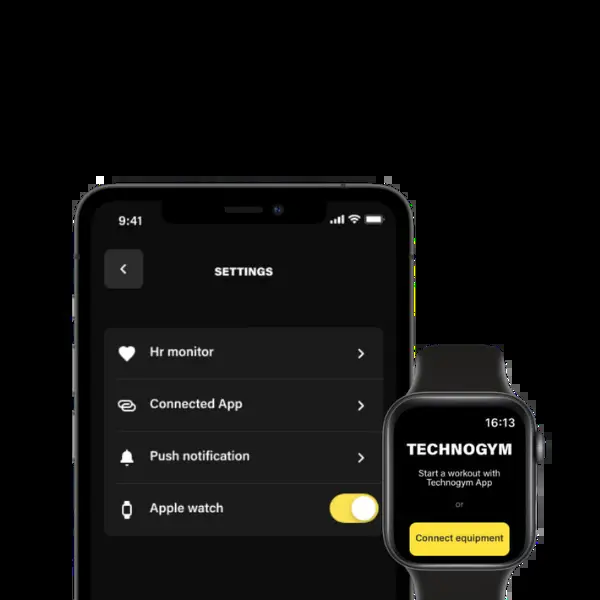 9:41
SETTINGS
Hr monitor
Connected App
Push notification
Apple watch
16:13
TECHNOGYM
Start a workout with
Technogym App
or
Connect equipment